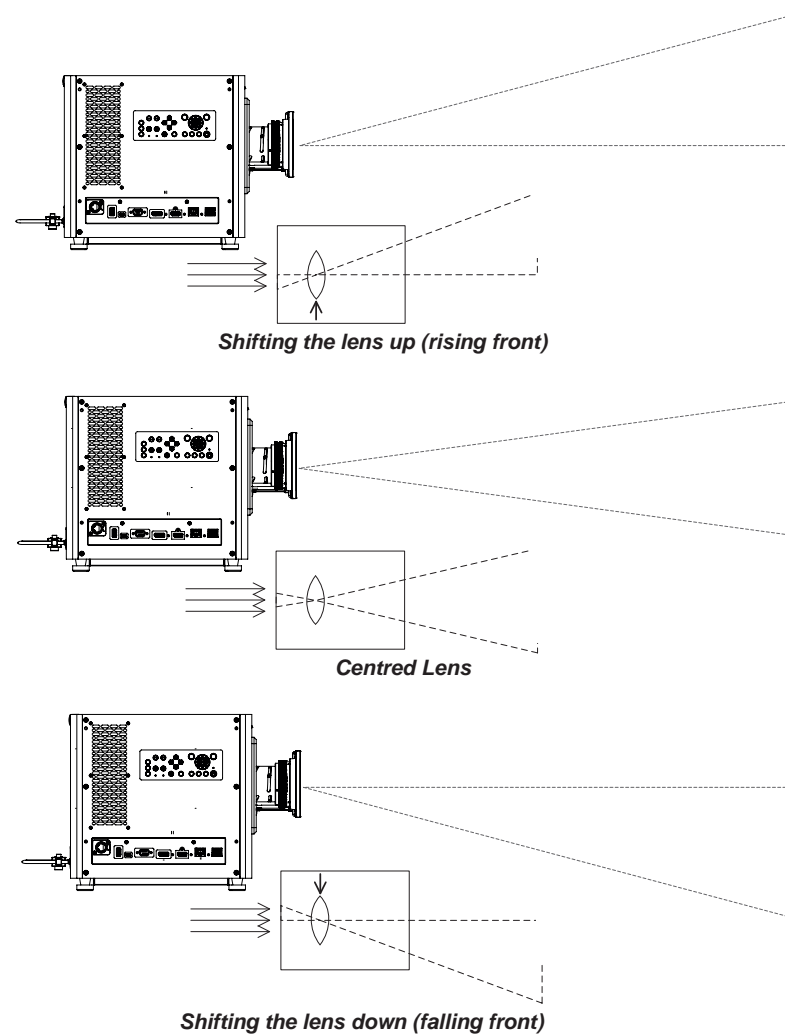 Shifting the lens up (rising front)
Centred Lens
Shifting the lens down (falling front)